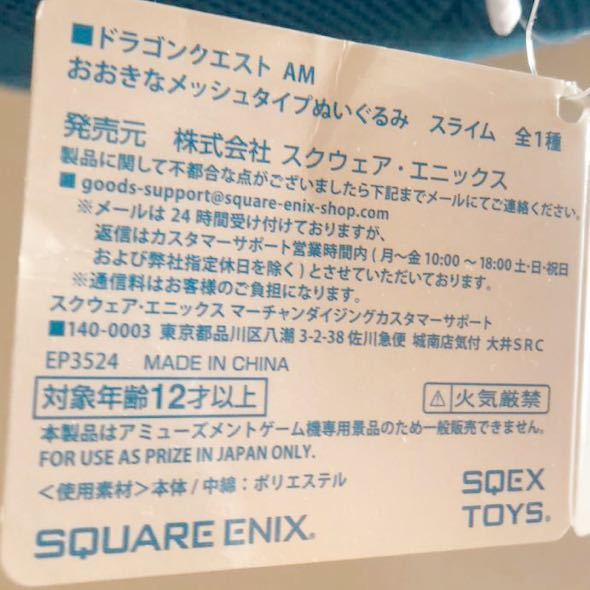 ■ドラゴンクエスト AM
おおきなメッシュタイプぬいぐるみ スライム 全1種
発売元 株式会社 スクウェア・エニックス
製品に関して不都合な点がございましたら下記までメールにてご連絡ください。
■ goods-support@square-enix-shop.com
※メールは 24 時間受け付けておりますが、
返信はカスタマーサポート営業時間内 ( 月～金 10:00 ～ 18:00 土・日・祝日
および弊社指定休日を除く ) とさせていただいております。
※通信料はお客様のご負担になります。
スクウェア・エニックス マーチャンダイジングカスタマーサポート
■140-0003 東京都品川区八潮 3-2-38 佐川急便 城南店気付 大井ＳＲＣ
EP3524 MADE IN CHINA
対象年齢12才以上
⚠ 火気厳禁
本製品はアミューズメントゲーム機専用景品のため一般販売できません。
FOR USE AS PRIZE IN JAPAN ONLY.
＜使用素材＞本体 / 中綿：ポリエステル
SQEX
TOYS®
SQUARE ENIX®